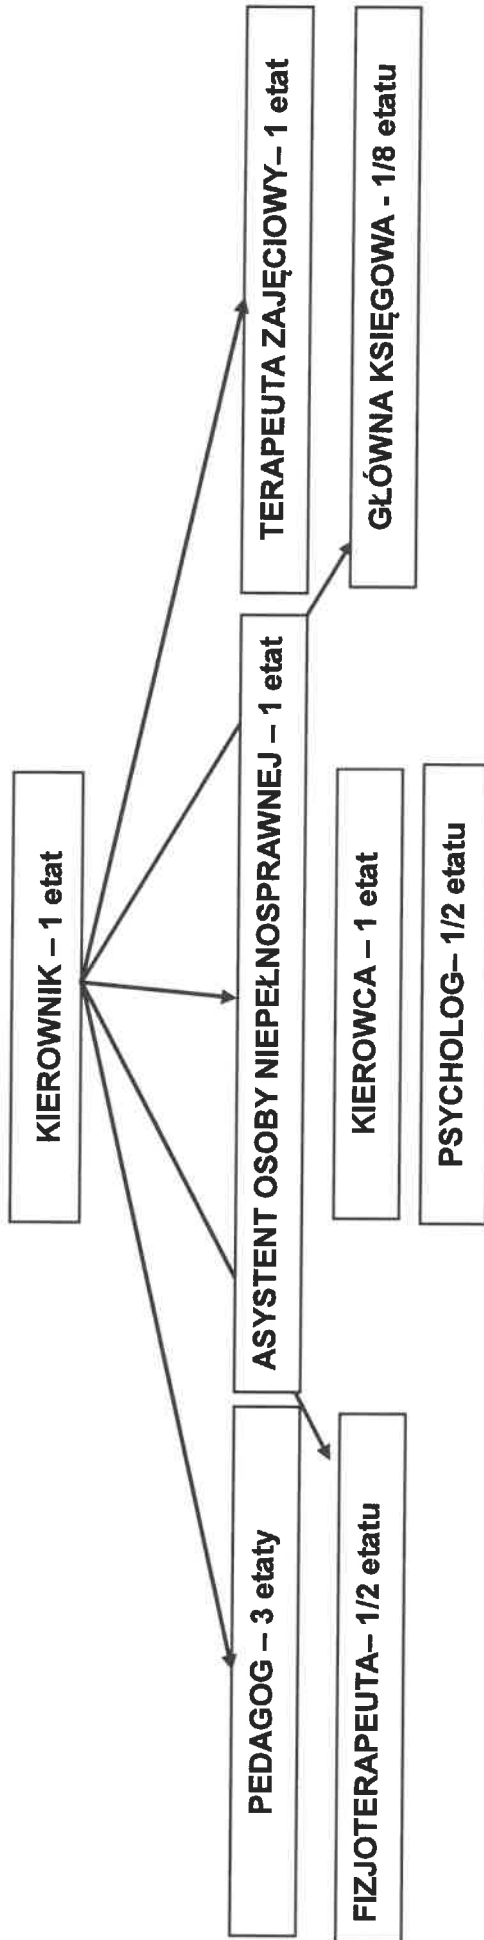 KIEROWNIK – 1 etat
PEDAGOG – 3 etaty
ASYSTENT OSOBY NIEPEŁNOSPRAWNEJ – 1 etat
TERAPEUTA ZAJĘCIOWY– 1 etat
FIZJOTERAPEUTA– 1/2 etatu
KIEROWCA – 1 etat
GŁÓWNA KSIĘGOWA - 1/8 etatu
PSYCHOLOG– 1/2 etatu